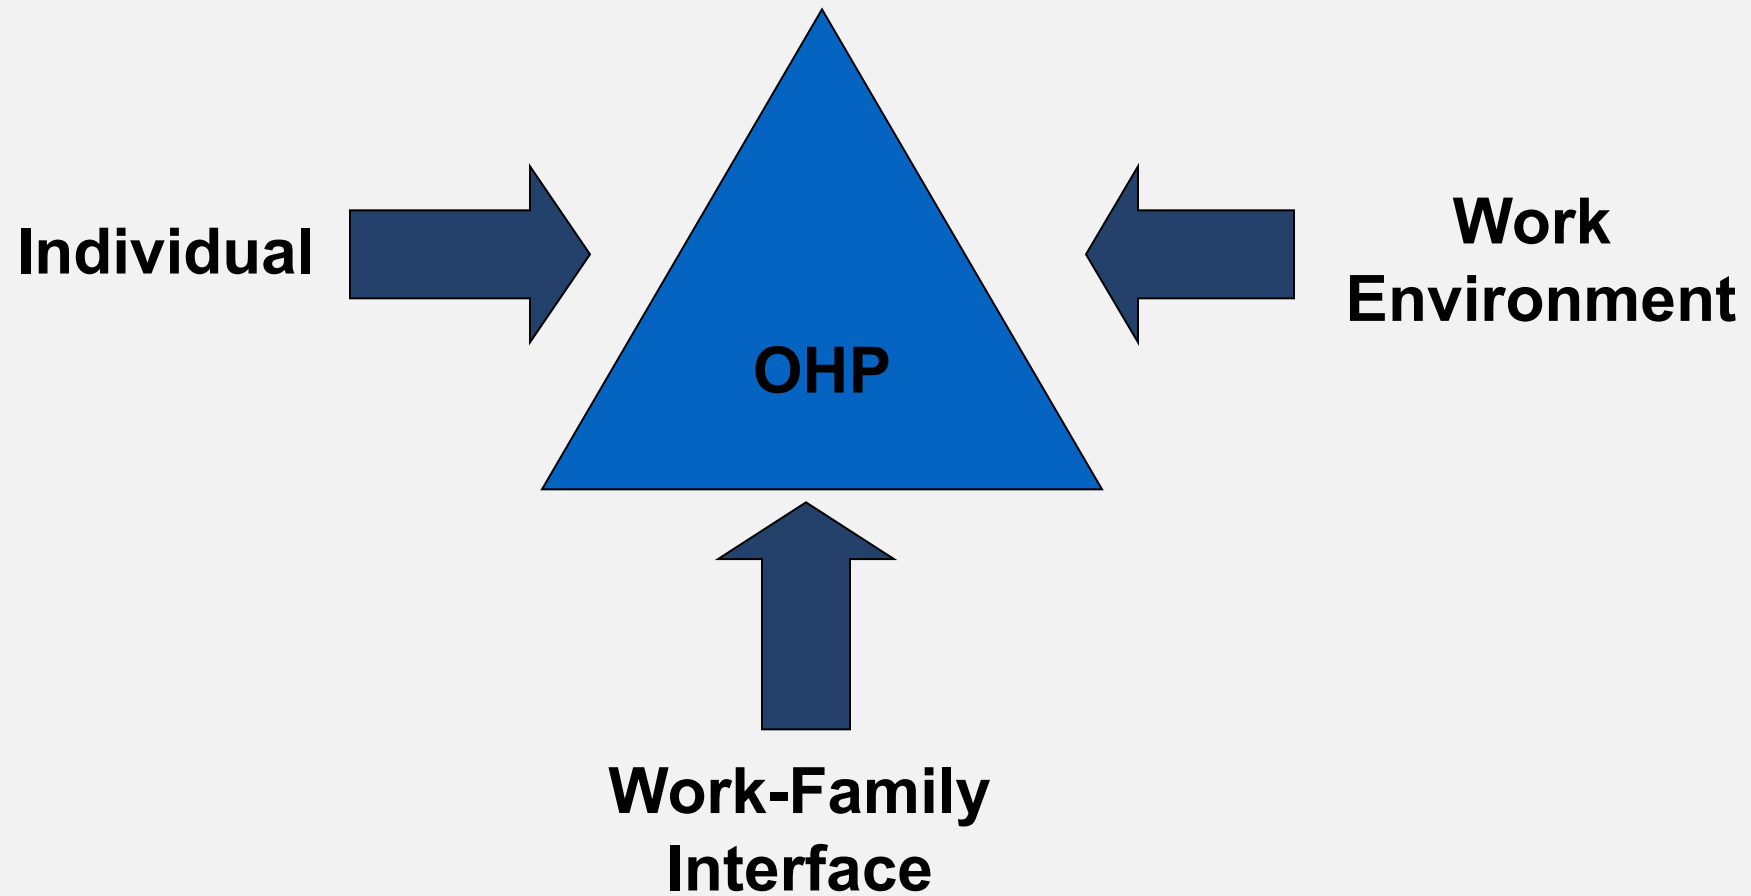 Individual
Work
Environment
OHP
Work-Family
Interface